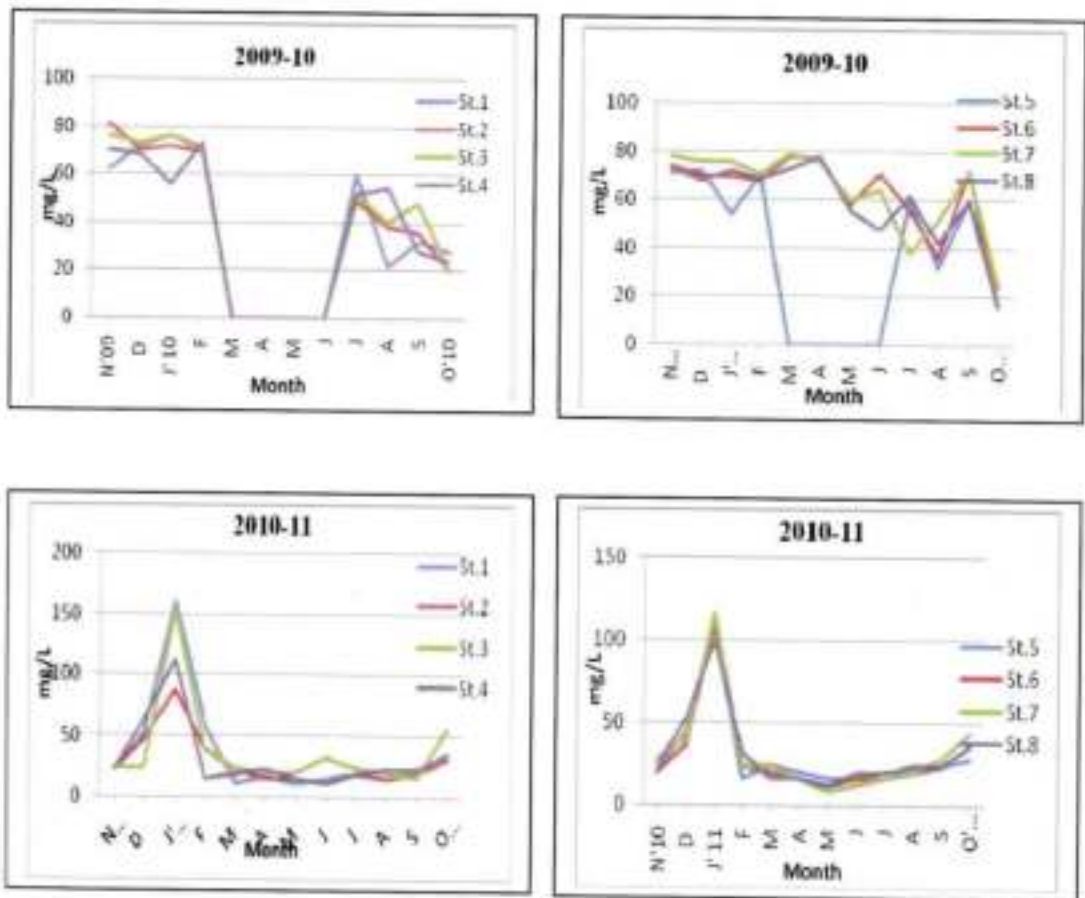 2009-10
100
80
60
40
20
0
mg/L
St.1
St.2
St.3
St.4
N'09
D
J'10
F
M
A
M
J
J
A
S
O'10
Month
2009-10
100
80
60
40
20
0
mg/L
St.5
St.6
St.7
St.8
N...
D
J'...
F
M
A
M
J
J
A
S
O...
Month
2010-11
200
150
100
50
0
mg/L
St.1
St.2
St.3
St.4
N...
D
J'...
F
M
A
M
J
J
A
S
O...
Month
2010-11
150
100
50
0
mg/L
St.5
St.6
St.7
St.8
N'10
D
J'11
F
M
A
M
J
J
A
S
O'...
Month